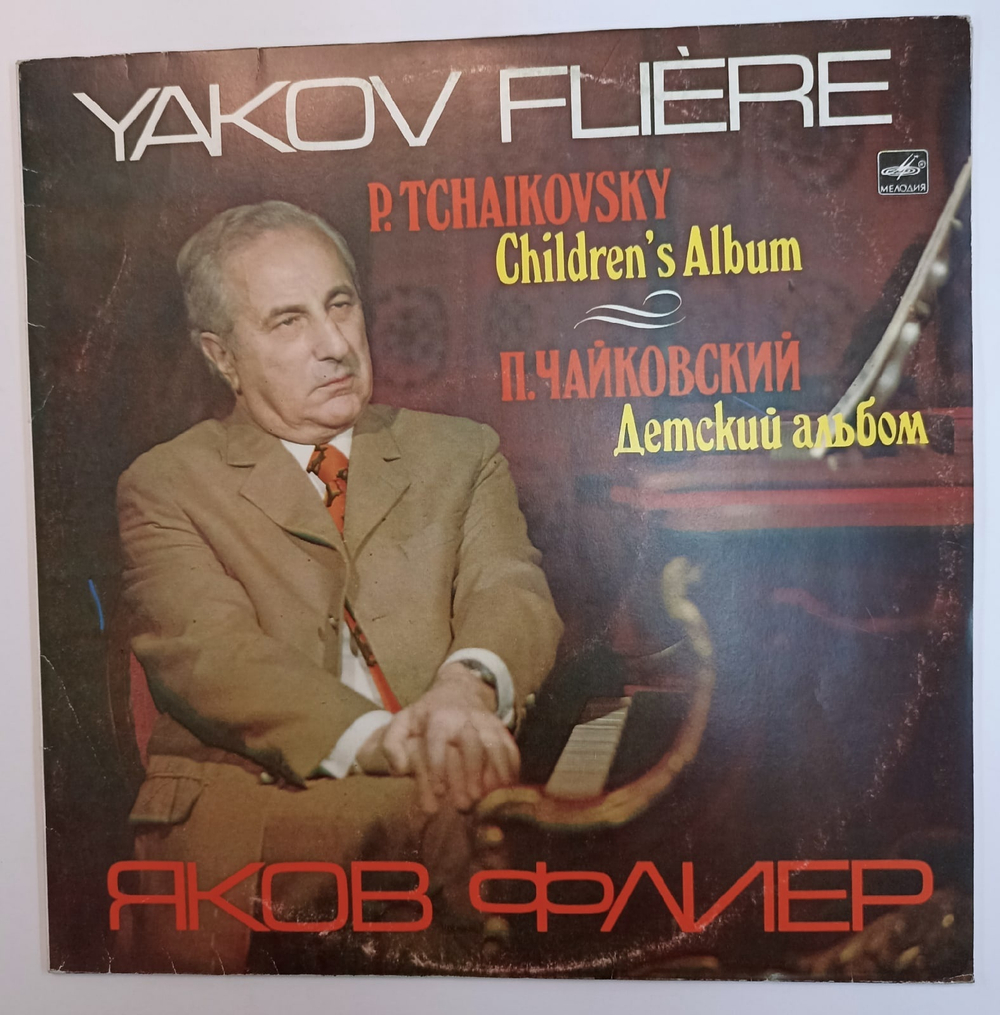 YAKOV FLIÈRE
МЕЛОДИЯ
P. TCHAIKOVSKY
Children's Album
П. ЧАЙКОВСКИЙ
Детский альбом
ЯКОВ ФЛИЕР